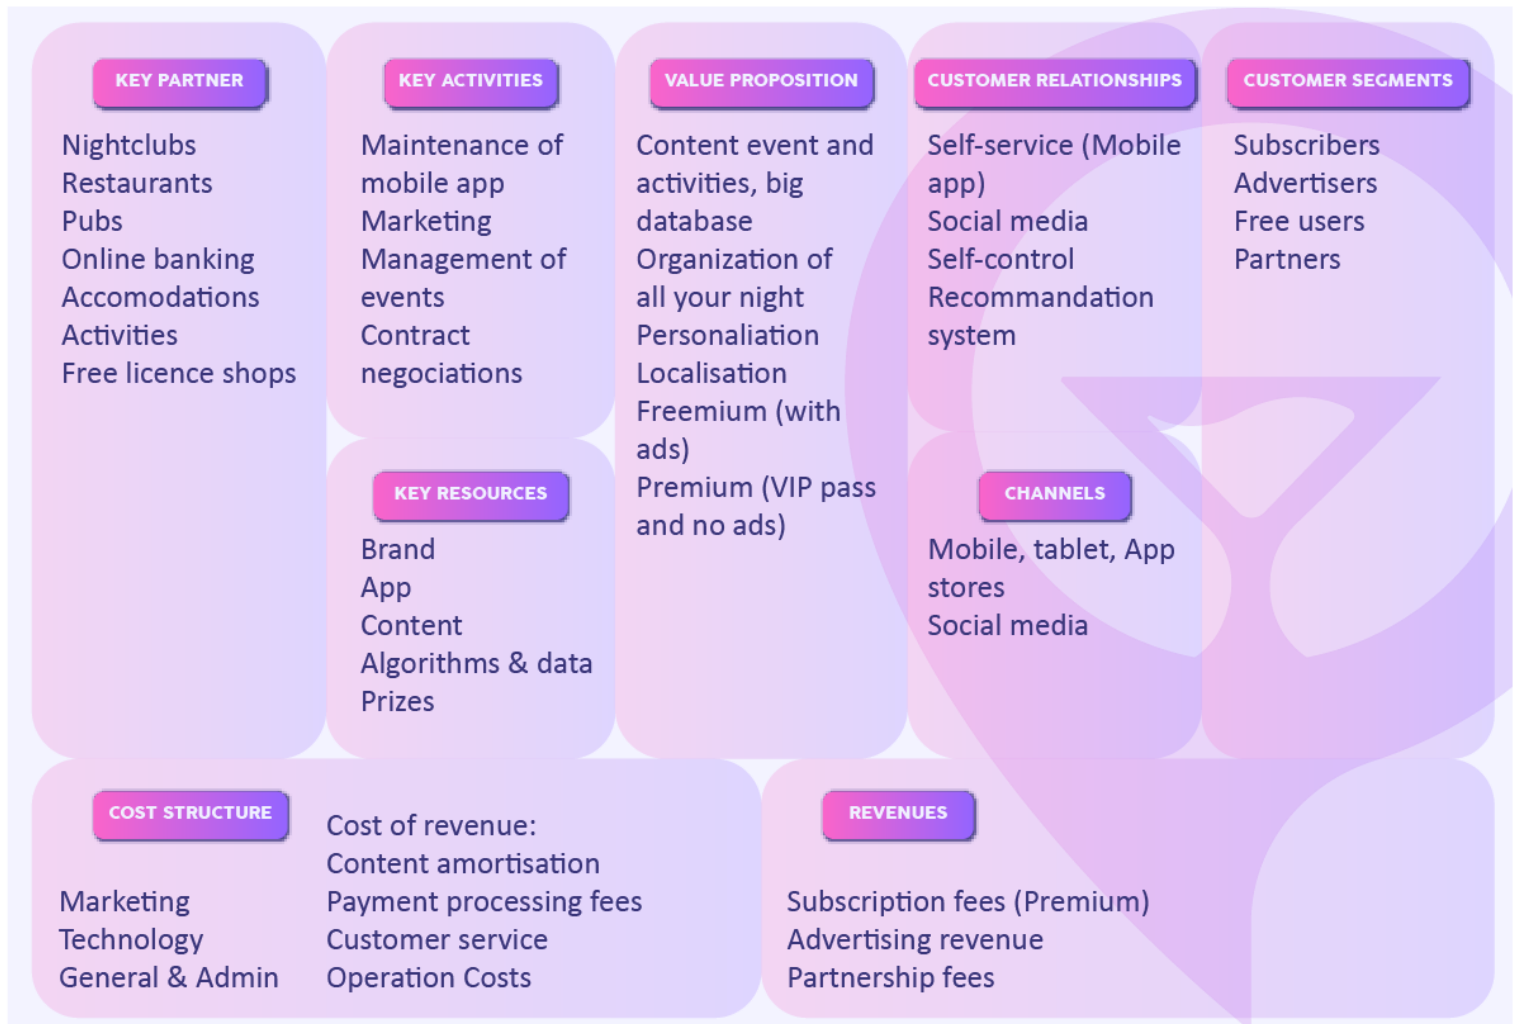 KEY PARTNER
Nightclubs
Restaurants
Pubs
Online banking
Accomodations
Activities
Free licence shops
KEY ACTIVITIES
Maintenance of
mobile app
Marketing
Management of
events
Contract
negociations
KEY RESOURCES
Brand
App
Content
Algorithms & data
Prizes
VALUE PROPOSITION
Content event and
activities, big
database
Organization of
all your night
Personaliation
Localisation
Freemium (with
ads)
Premium (VIP pass
and no ads)
CUSTOMER RELATIONSHIPS
Self-service (Mobile
app)
Social media
Self-control
Recommandation
system
CHANNELS
Mobile, tablet, App
stores
Social media
CUSTOMER SEGMENTS
Subscribers
Advertisers
Free users
Partners
COST STRUCTURE
Marketing
Technology
General & Admin
Cost of revenue:
Content amortisation
Payment processing fees
Customer service
Operation Costs
REVENUES
Subscription fees (Premium)
Advertising revenue
Partnership fees